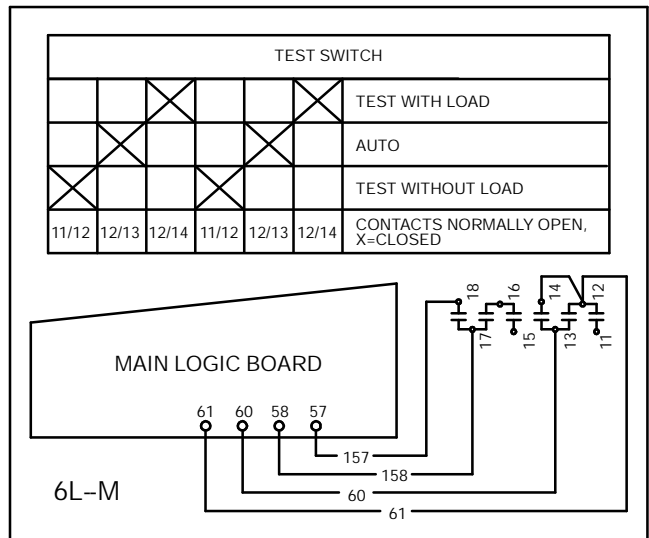 TEST SWITCH
TEST WITH LOAD
AUTO
TEST WITHOUT LOAD
11/12 12/13 12/14 11/12 12/13 12/14 CONTACTS NORMALLY OPEN,
X=CLOSED
18 16 14 12
17 15 13 11
MAIN LOGIC BOARD
61 60 58 57
157
158
60
61
6L--M